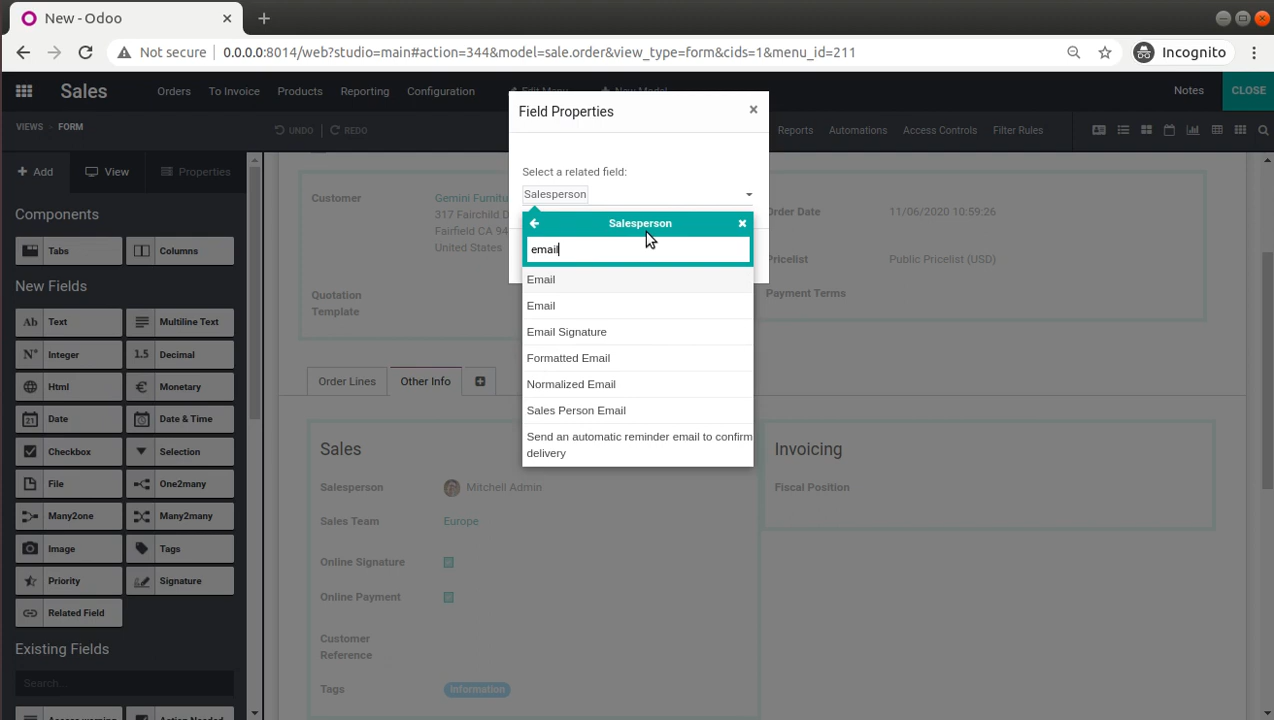 New - Odoo
Not secure
0.0.0.0:8014/web?studio=main#action=344&model=sale.order&view_type=form&cids=1&menu_id=211
Incognito
Sales
Orders
To Invoice
Products
Reporting
Configuration
Edit Menu
New Model
Notes
CLOSE
VIEWS
FORM
UNDO
REDO
Reports
Automations
Access Controls
Filter Rules
Add
View
Properties
Components
Tabs
Columns
New Fields
Text
Multiline Text
Integer
Decimal
Html
Monetary
Date
Date & Time
Checkbox
Selection
File
One2many
Many2one
Many2many
Image
Tags
Priority
Signature
Related Field
Existing Fields
Search...
Field Properties
Select a related field:
Salesperson
Salesperson
email
Email
Email
Email Signature
Formatted Email
Normalized Email
Sales Person Email
Send an automatic reminder email to confirm
delivery
Customer
Gemini Furnitu
317 Fairchild D
Fairfield CA 94
United States
Quotation
Template
Order Date
11/06/2020 10:59:26
Pricelist
Public Pricelist (USD)
Payment Terms
Order Lines
Other Info
Sales
Salesperson
Mitchell Admin
Sales Team
Europe
Online Signature
Online Payment
Customer
Reference
Tags
Information
Invoicing
Fiscal Position